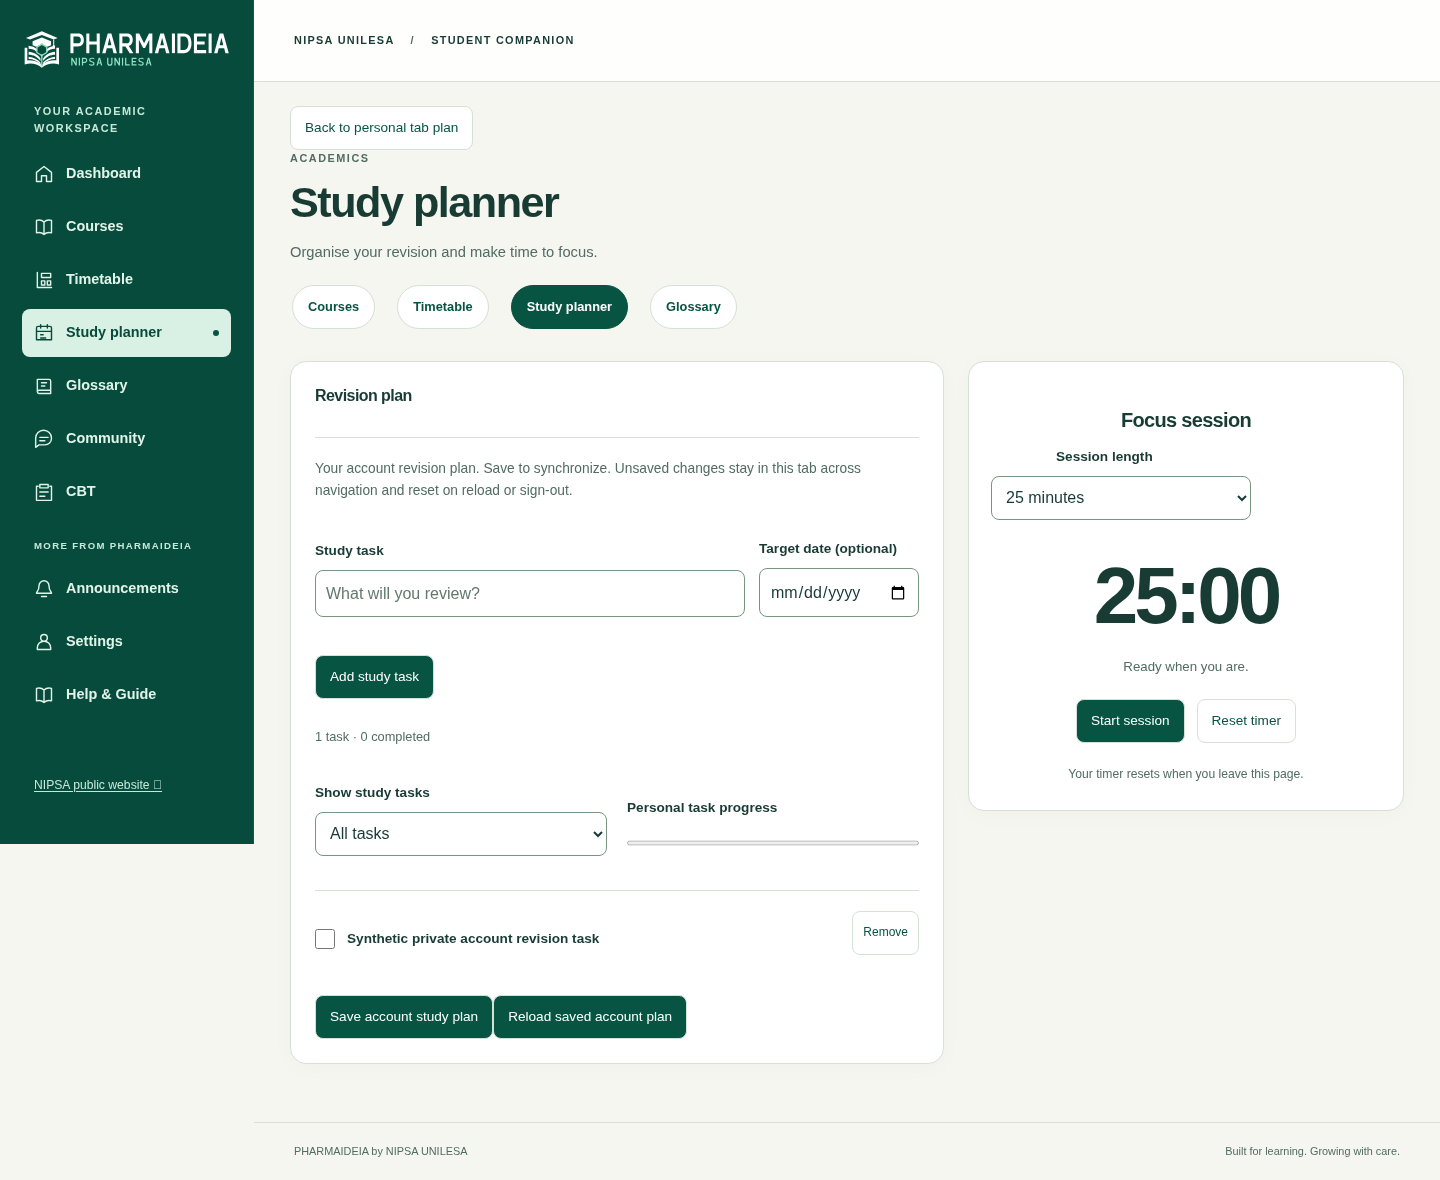 PHARMAIDEIA
NIPSA UNILESA
YOUR ACADEMIC
WORKSPACE
Dashboard
Courses
Timetable
Study planner
Glossary
Community
CBT
MORE FROM PHARMAIDEIA
Announcements
Settings
Help & Guide
NIPSA public website
NIPSA UNILESA / STUDENT COMPANION
Back to personal tab plan
ACADEMICS
Study planner
Organise your revision and make time to focus.
Courses
Timetable
Study planner
Glossary
Revision plan
Your account revision plan. Save to synchronize. Unsaved changes stay in this tab across
navigation and reset on reload or sign-out.
Study task
What will you review?
Target date (optional)
mm/dd/yyyy
Add study task
1 task · 0 completed
Show study tasks
All tasks
Personal task progress
Synthetic private account revision task
Remove
Save account study plan
Reload saved account plan
Focus session
Session length
25 minutes
25:00
Ready when you are.
Start session
Reset timer
Your timer resets when you leave this page.
PHARMAIDEIA by NIPSA UNILESA
Built for learning. Growing with care.